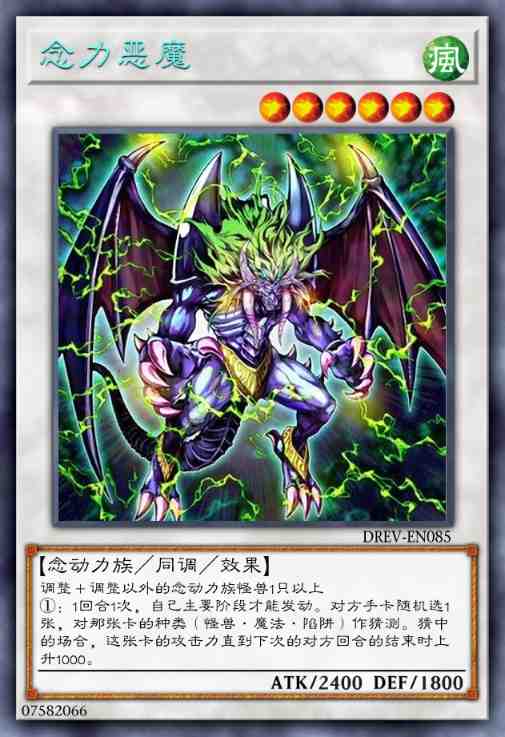 念力恶魔
風
DREV-EN085
【念动力族／同调／效果】
调整＋调整以外的念动力族怪兽1只以上
①：1回合1次，自己主要阶段才能发动。对方手卡随机选1
张，对那张卡的种类（怪兽·魔法·陷阱）作猜测。猜中
的场合，这张卡的攻击力直到下次的对方回合的结束时上
升1000。
ATK/2400 DEF/1800
07582066